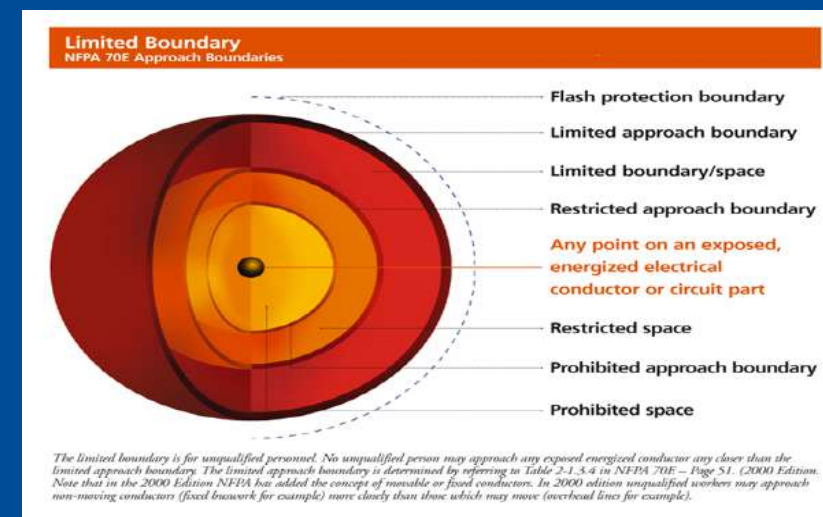 Limited Boundary
NFPA 70E Approach Boundaries
Flash protection boundary
Limited approach boundary
Limited boundary/space
Restricted approach boundary
Any point on an exposed,
energized electrical
conductor or circuit part
Restricted space
Prohibited approach boundary
Prohibited space
The limited boundary is for unqualified personnel. No unqualified person may approach any exposed energized conductor any closer than the
limited approach boundary. The limited approach boundary is determined by referring to Table 2-1.3.4 in NFPA 70E – Page 51. (2000 Edition.
Note that in the 2000 Edition NFPA has added the concept of movable or fixed conductors. In 2000 edition unqualified workers may approach
non-moving conductors (fixed buswork for example) more closely than those which may move (overhead lines for example).